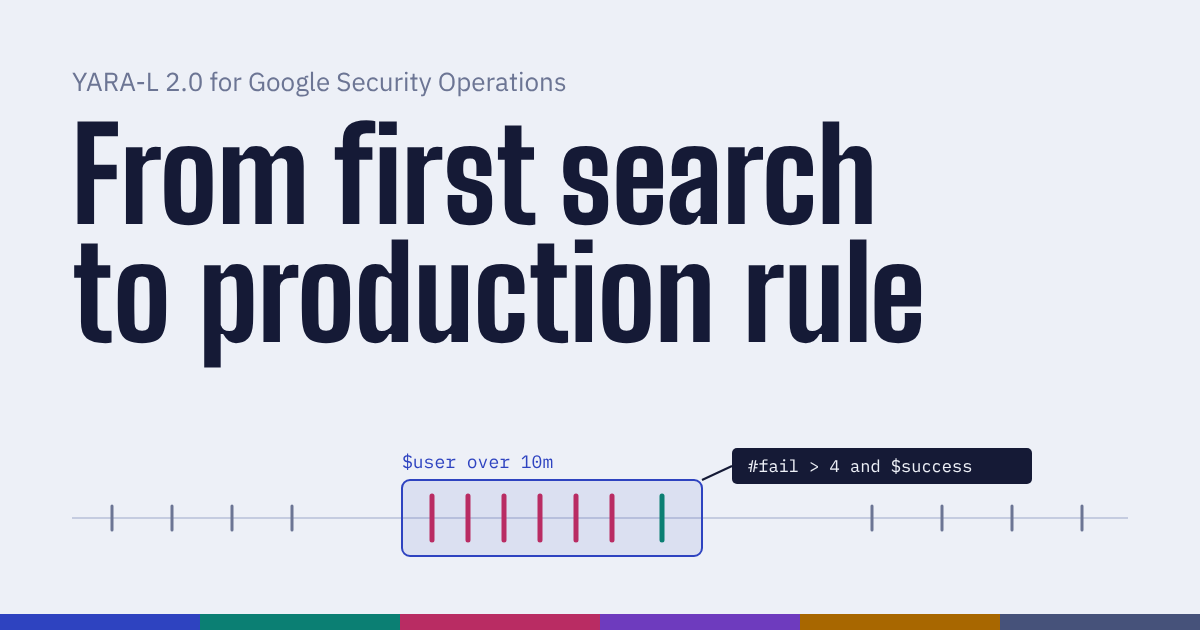 YARA-L 2.0 for Google Security Operations
From first search
to production rule
$user over 10m
#fail > 4 and $success